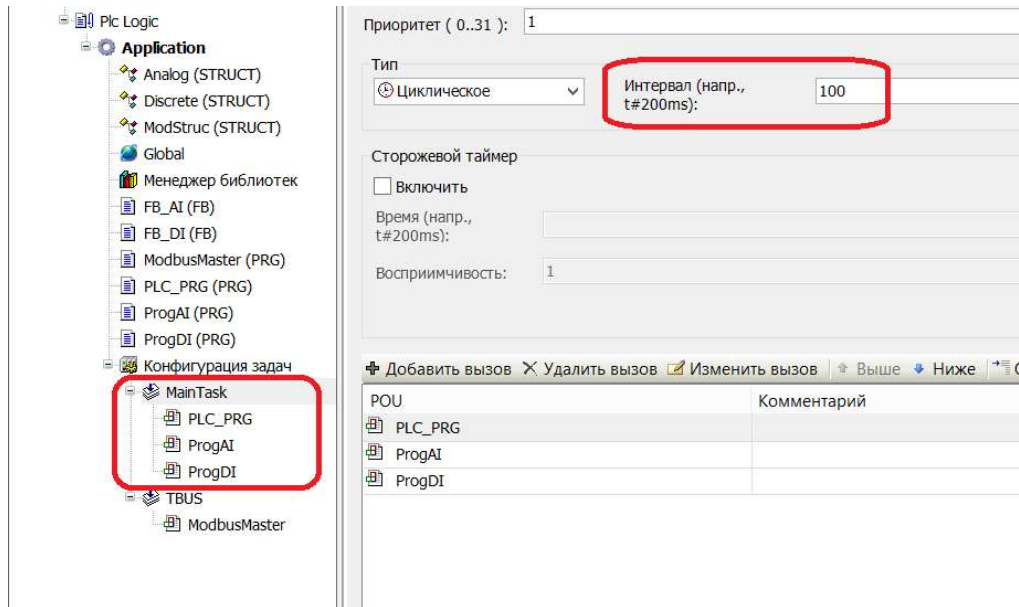 Plc Logic
Application
Analog (STRUCT)
Discrete (STRUCT)
ModStruc (STRUCT)
Global
Менеджер библиотек
FB_AI (FB)
FB_DI (FB)
ModbusMaster (PRG)
PLC_PRG (PRG)
ProgAI (PRG)
ProgDI (PRG)
Конфигурация задач
MainTask
PLC_PRG
ProgAI
ProgDI
TBUS
ModbusMaster
Приоритет ( 0..31 ): 1
Тип
Циклическое
Интервал (напр.,
t#200ms): 100
Сторожевой таймер
Включить
Время (напр.,
t#200ms):
Восприимчивость: 1
Добавить вызов Удалить вызов Изменить вызов Выше Ниже
POU Комментарий
PLC_PRG
ProgAI
ProgDI